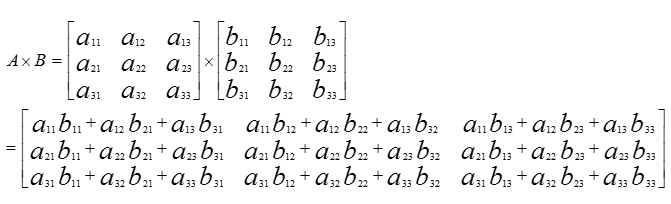 A × B = [a₁₁ a₁₂ a₁₃] × [b₁₁ b₁₂ b₁₃]
[a₂₁ a₂₂ a₂₃] [b₂₁ b₂₂ b₂₃]
[a₃₁ a₃₂ a₃₃] [b₃₁ b₃₂ b₃₃]
= [a₁₁b₁₁ + a₁₂b₂₁ + a₁₃b₃₁ a₁₁b₁₂ + a₁₂b₂₂ + a₁₃b₃₂ a₁₁b₁₃ + a₁₂b₂₃ + a₁₃b₃₃]
[a₂₁b₁₁ + a₂₂b₂₁ + a₂₃b₃₁ a₂₁b₁₂ + a₂₂b₂₂ + a₂₃b₃₂ a₂₁b₁₃ + a₂₂b₂₃ + a₂₃b₃₃]
[a₃₁b₁₁ + a₃₂b₂₁ + a₃₃b₃₁ a₃₁b₁₂ + a₃₂b₂₂ + a₃₃b₃₂ a₃₁b₁₃ + a₃₂b₂₃ + a₃₃b₃₃]